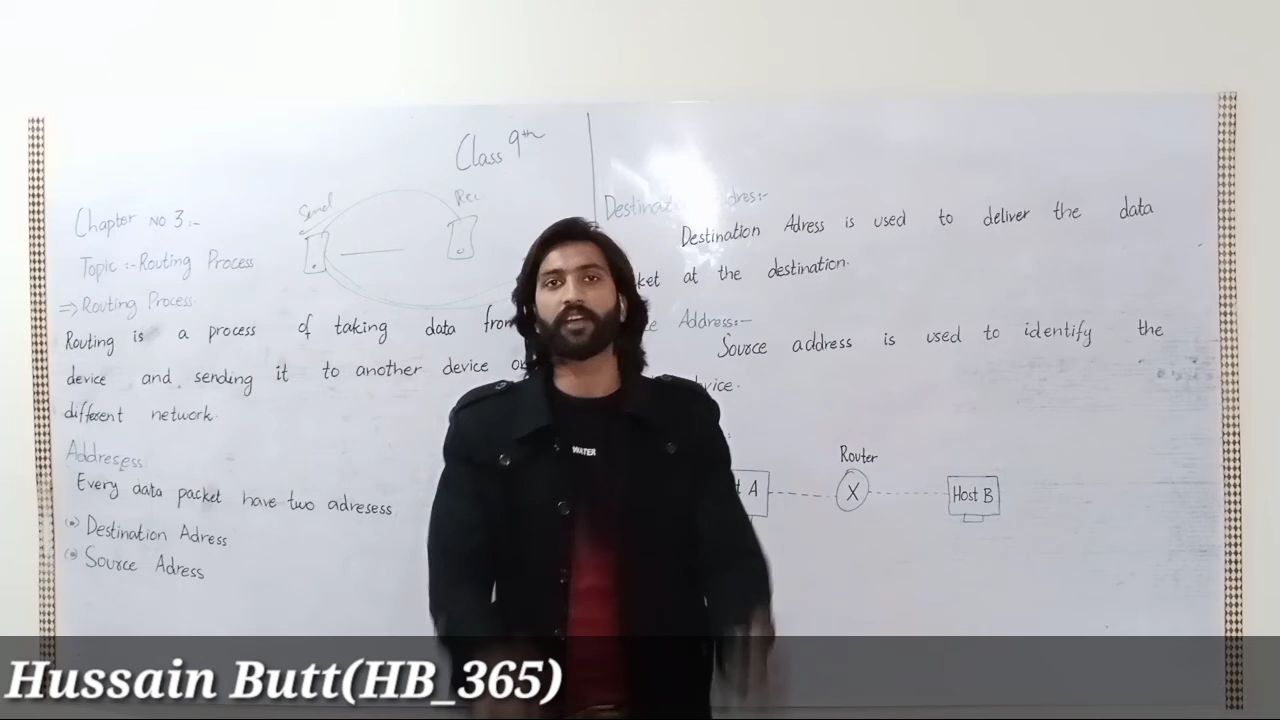 Class 9th
Chapter No 3:-
Send
Rec
Topic :- Routing Process
⇒ Routing Process.
Routing is a process of taking data from
device and sending it to another device
different network.
Addresess
Every data packet have two adresess
Destination Adress
Source Adress
Destination Adress is used to deliver the data
at the destination.
Address:-
Source address is used to identify the
Router
A
X
Host B
WATER
Hussain Butt(HB_365)